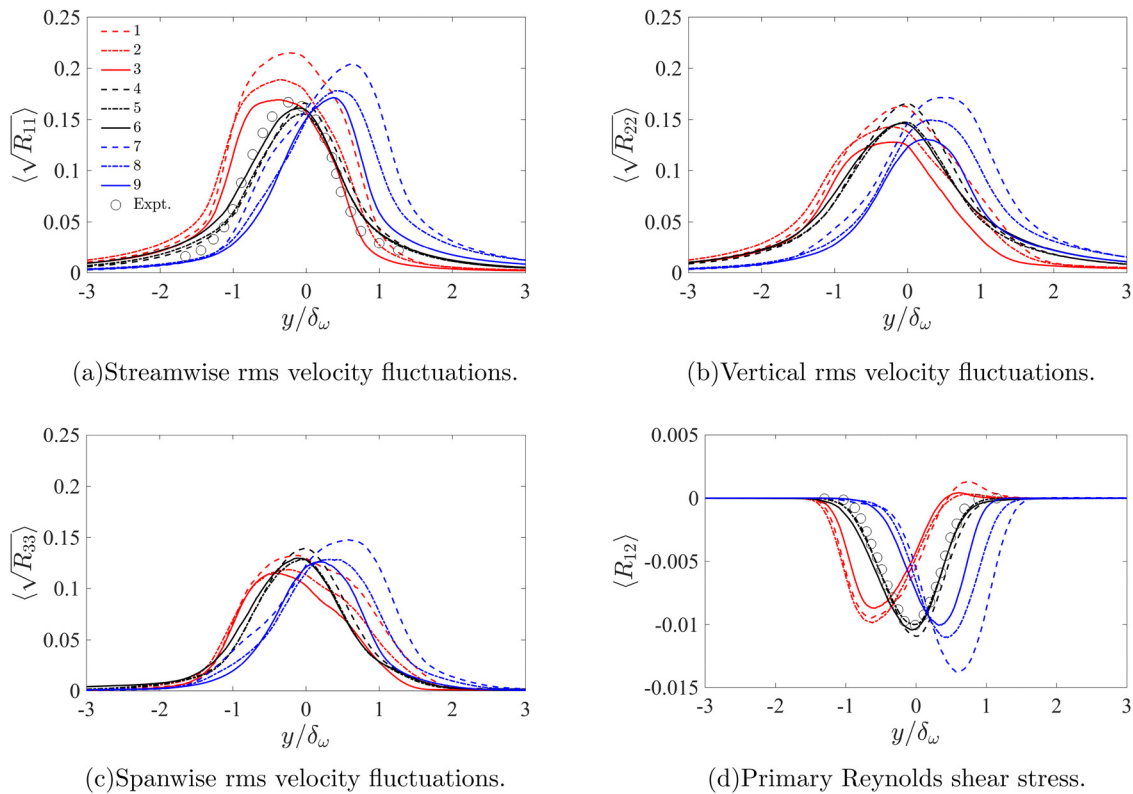 0.25
0.2
0.15
0.1
0.05
0
⟨√R₁₁⟩
1
2
3
4
5
6
7
8
9
Expt.
-3 -2 -1 0 1 2 3
y/δω
(a)Streamwise rms velocity fluctuations.
0.25
0.2
0.15
0.1
0.05
0
⟨√R₂₂⟩
-3 -2 -1 0 1 2 3
y/δω
(b)Vertical rms velocity fluctuations.
0.25
0.2
0.15
0.1
0.05
0
⟨√R₃₃⟩
-3 -2 -1 0 1 2 3
y/δω
(c)Spanwise rms velocity fluctuations.
0.005
0
-0.005
-0.01
-0.015
⟨R₁₂⟩
-3 -2 -1 0 1 2 3
y/δω
(d)Primary Reynolds shear stress.